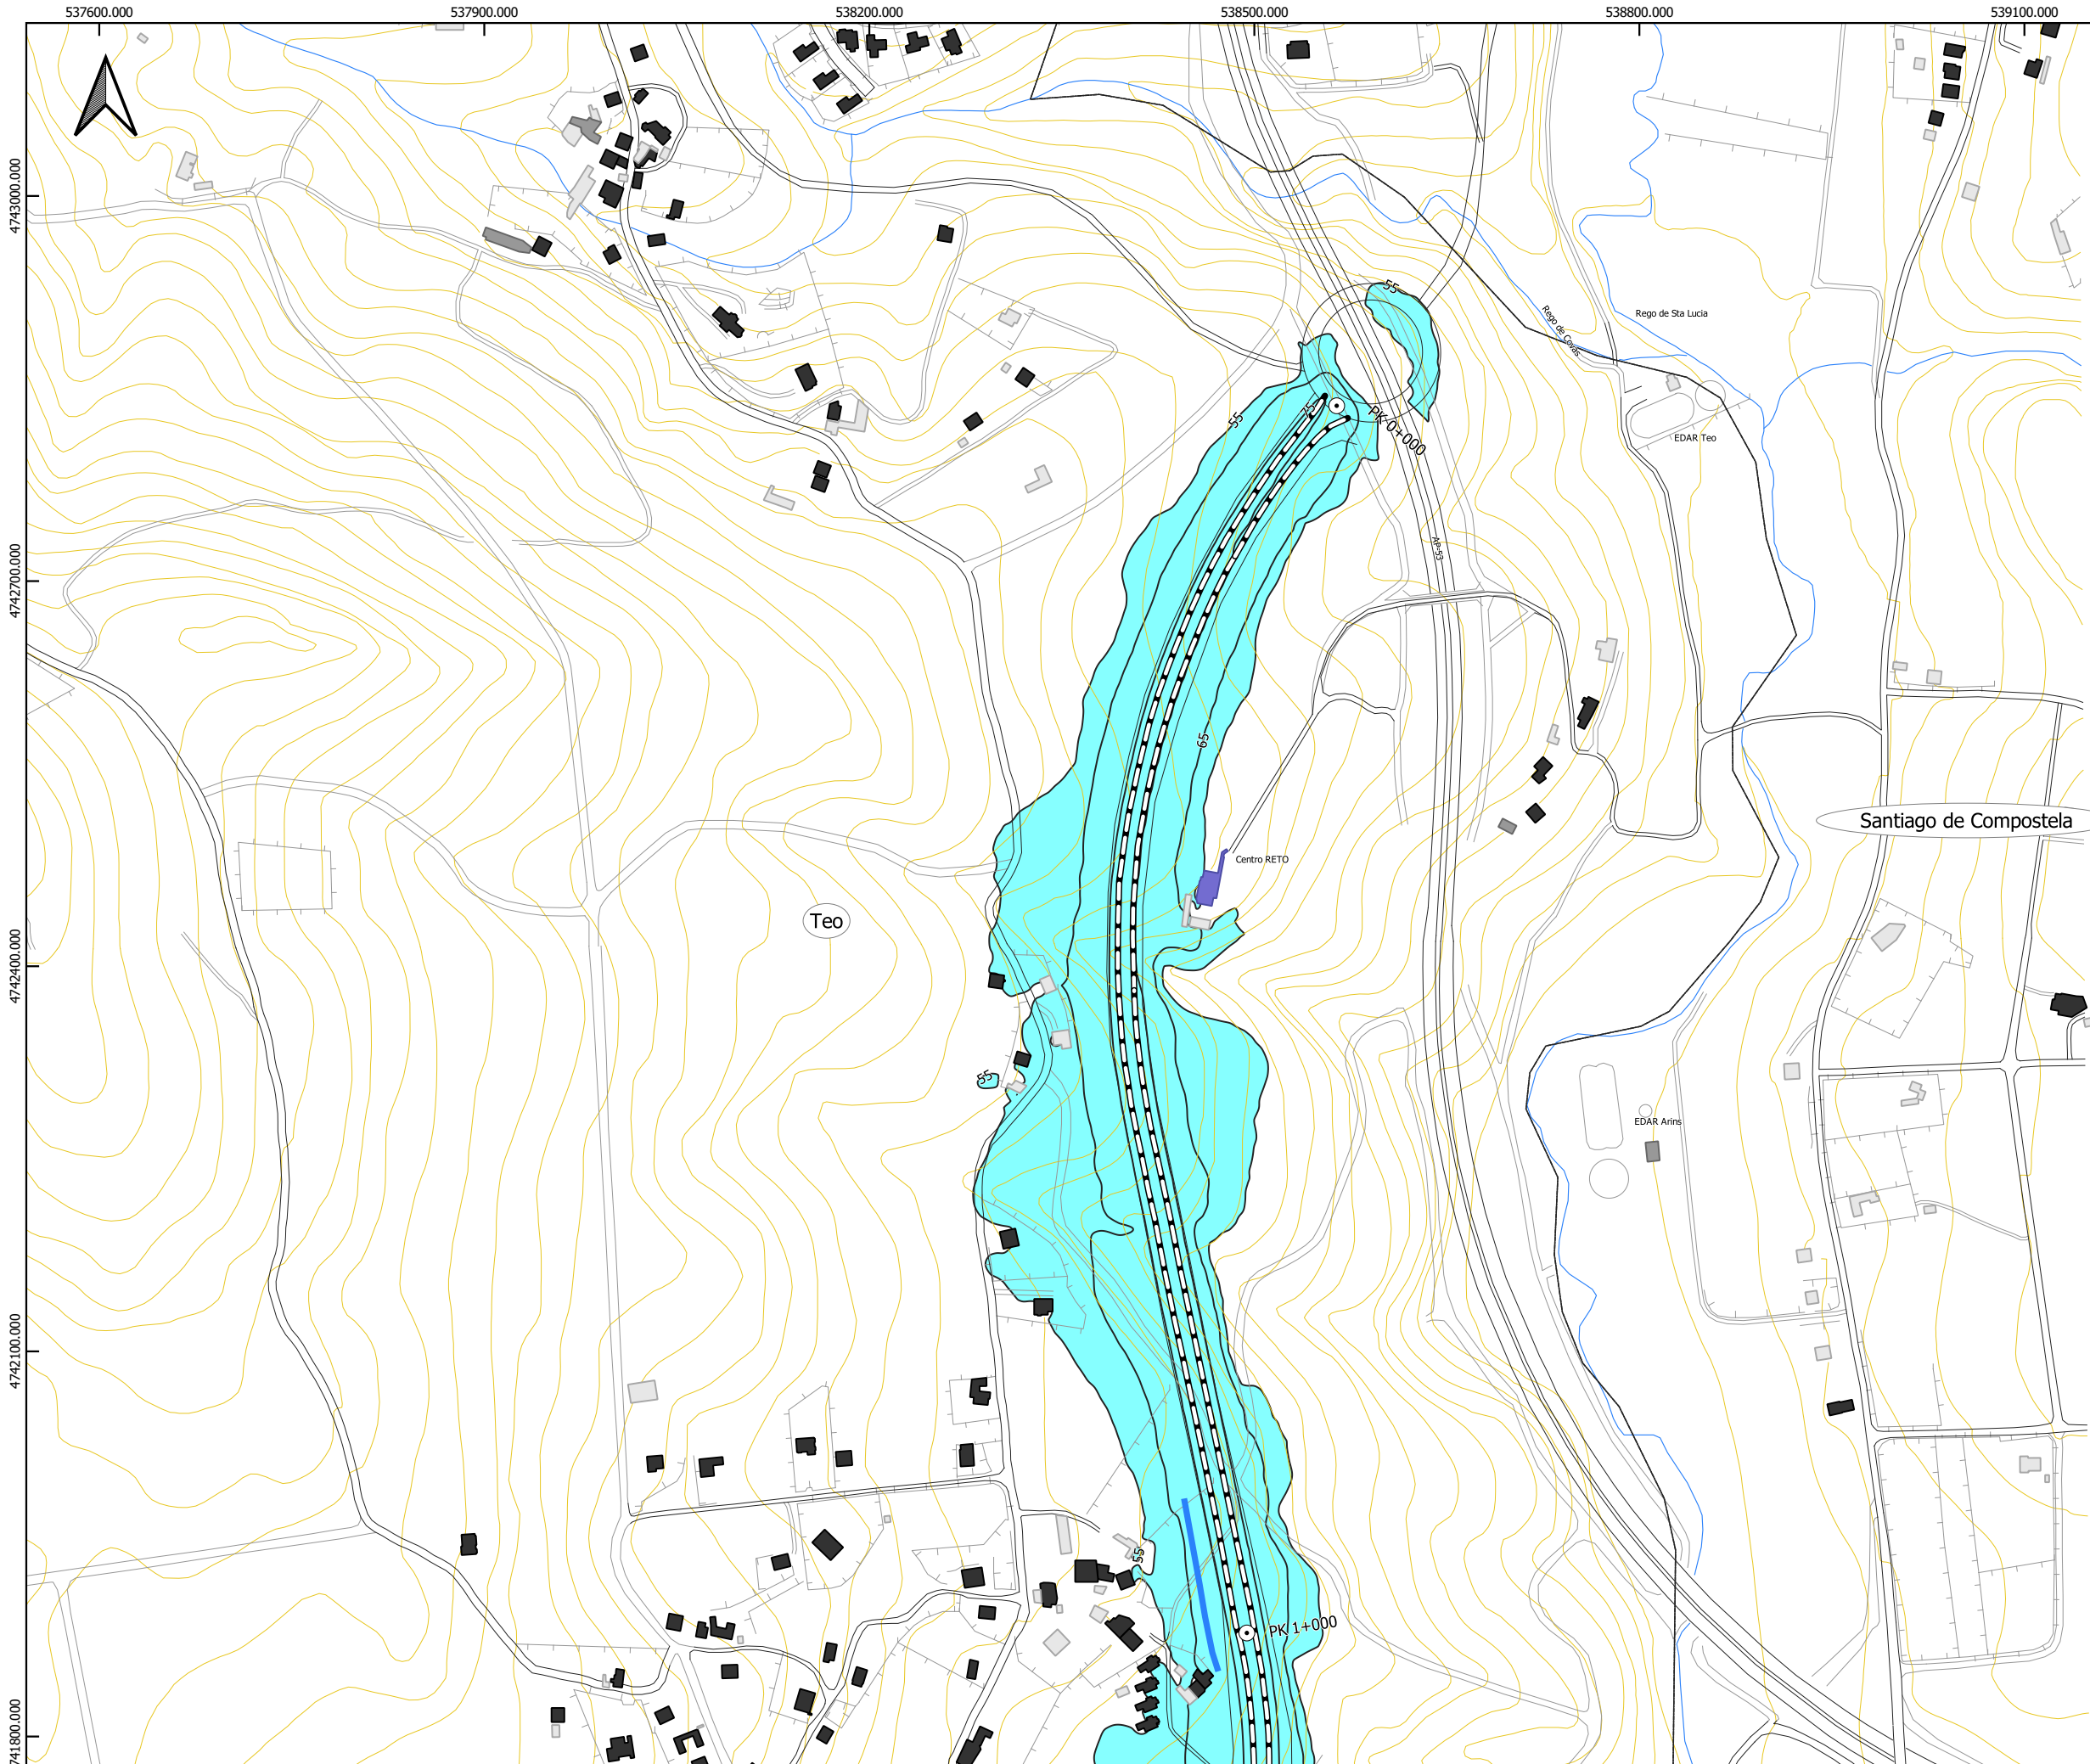 537600.000
537900.000
538200.000
538500.000
538800.000
539100.000
4743000.000
55
Rego de Covas
Rego de Sta Lucia
55
75
PK 0+000
EDAR Teo
AP-53
4742700.000
65
Santiago de Compostela
Centro RETO
Teo
4742400.000
55
EDAR Arins
4742100.000
55
PK 1+000
4741800.000